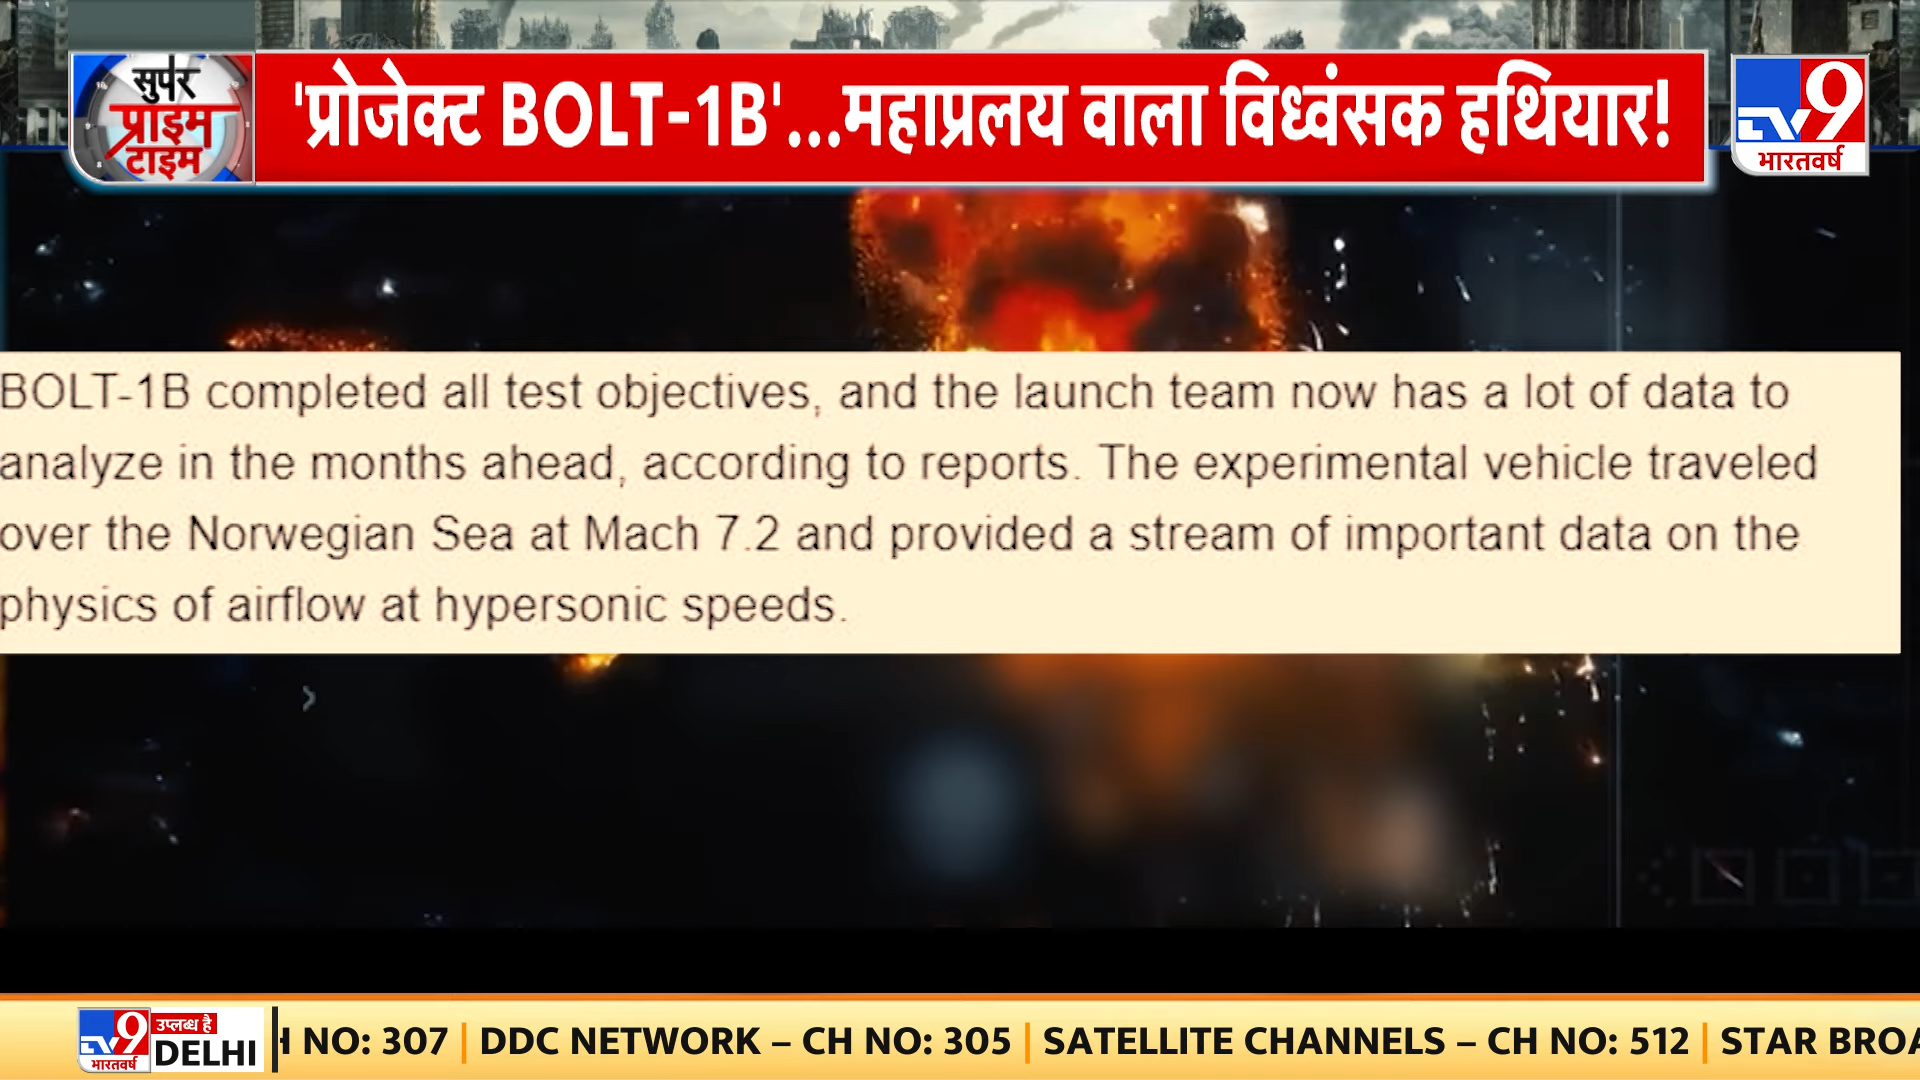 सुपर
प्राइम
टाइम
'प्रोजेक्ट BOLT-1B'...महाप्रलय वाला विध्वंसक हथियार!
TV9
भारतवर्ष
BOLT-1B completed all test objectives, and the launch team now has a lot of data to
analyze in the months ahead, according to reports. The experimental vehicle traveled
over the Norwegian Sea at Mach 7.2 and provided a stream of important data on the
physics of airflow at hypersonic speeds.
TV9
भारतवर्ष
उपलब्ध है
DELHI
H NO: 307 | DDC NETWORK – CH NO: 305 | SATELLITE CHANNELS – CH NO: 512 | STAR BROA